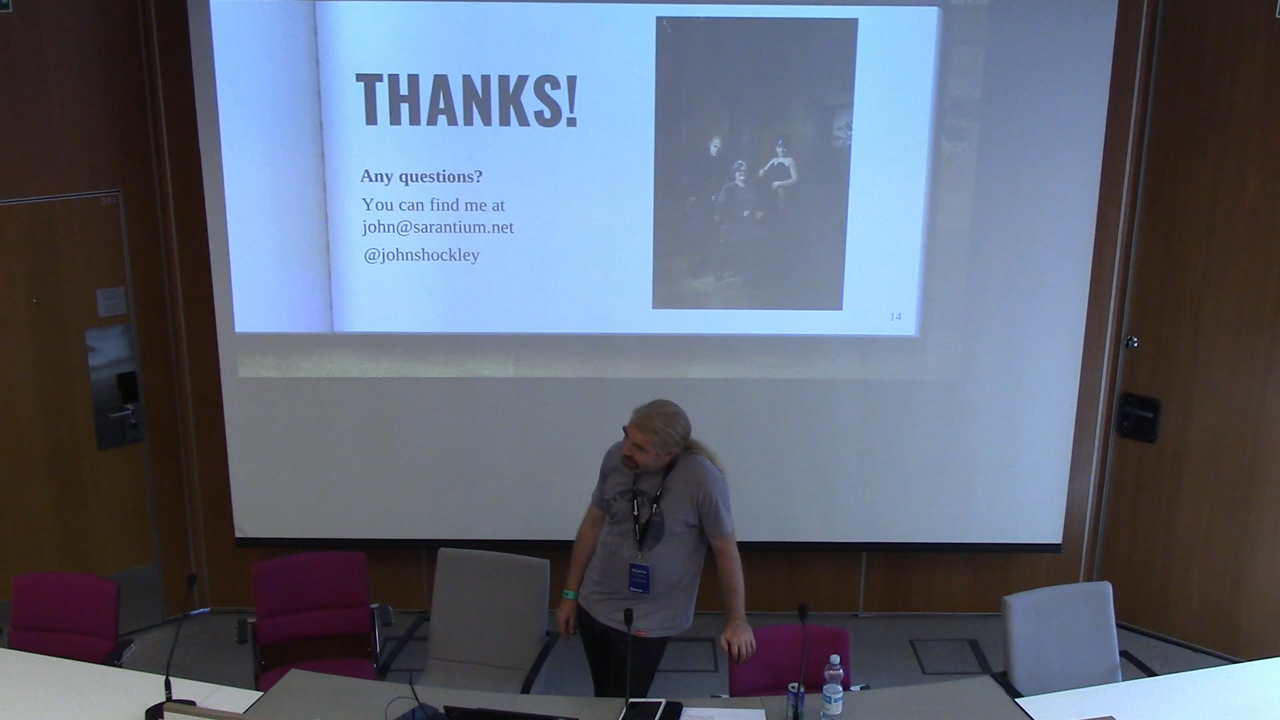 THANKS!
Any questions?
You can find me at
john@sarantium.net
@johnshockley
14